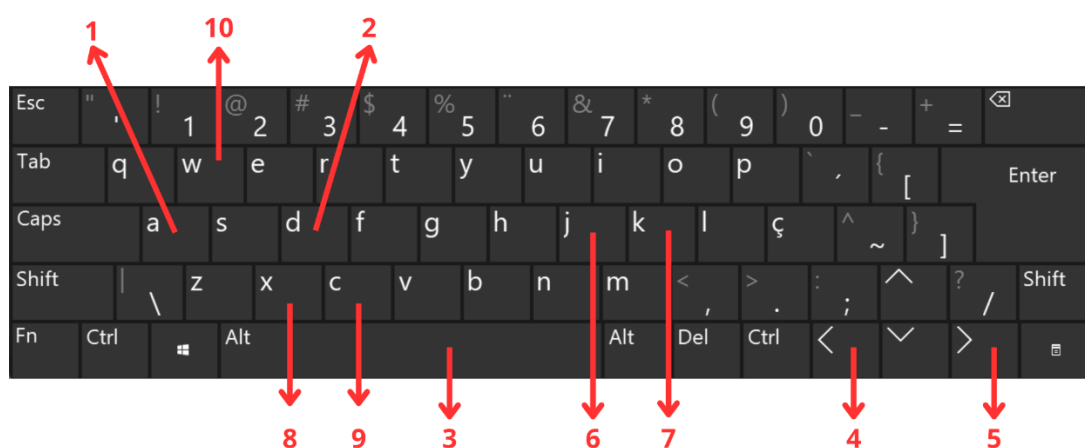 1 10 2
Esc " ' ! 1 @ 2 # 3 $ 4 % 5 ¨ 6 & 7 * 8 ( 9 ) 0 _ - + =
Tab q w e r t y u i o p ` ´ { [ Enter
Caps a s d f g h j k l ç ^ ~ } ]
Shift | \ z x c v b n m < , > . : ; ? / Shift
Fn Ctrl Alt Alt Del Ctrl
8 9 3 6 7 4 5